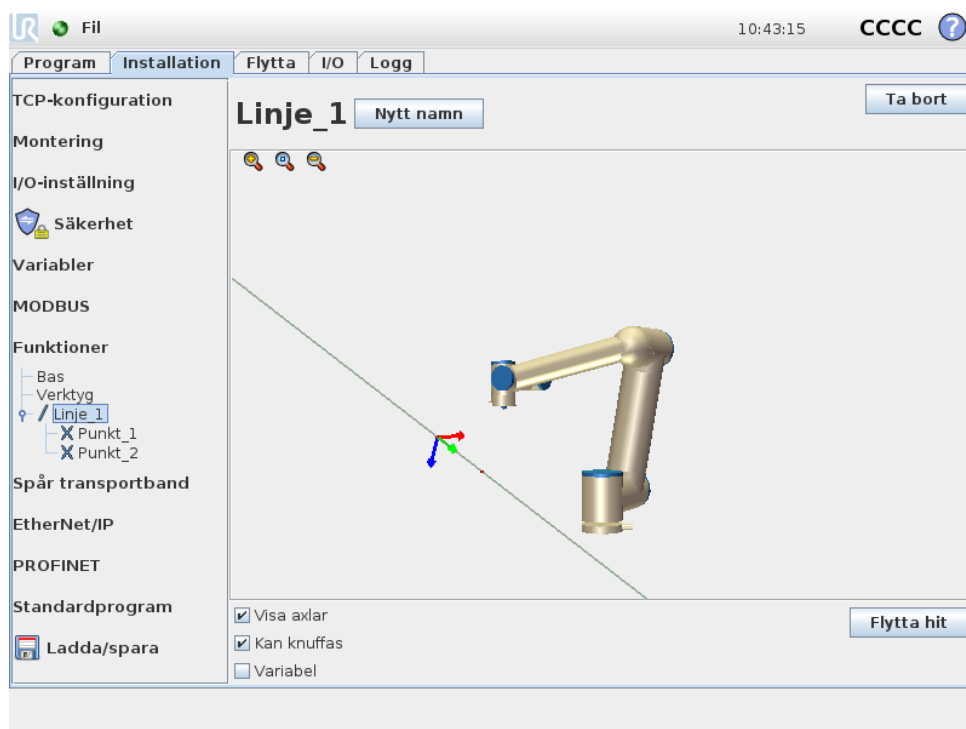 UR Fil 10:43:15 CCCC ?
Program Installation Flytta I/O Logg
TCP-konfiguration
Montering
I/O-inställning
Säkerhet
Variabler
MODBUS
Funktioner
Bas
Verktyg
Linje_1
Punkt_1
Punkt_2
Spår transportband
EtherNet/IP
PROFINET
Standardprogram
Ladda/spara
Linje_1 Nytt namn Ta bort
Visa axlar
Kan knuffas
Variabel
Flytta hit